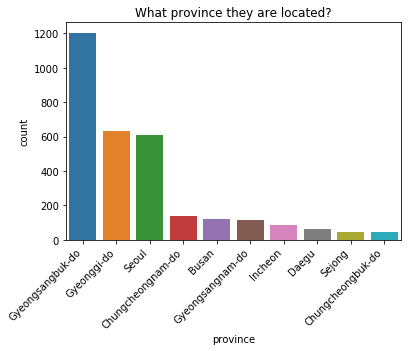 What province they are located?
1200
1000
800
600
400
200
0
count
Gyeongsangbuk-do
Gyeonggi-do
Seoul
Chungcheongnam-do
Busan
Gyeongsangnam-do
Incheon
Daegu
Sejong
Chungcheongbuk-do
province